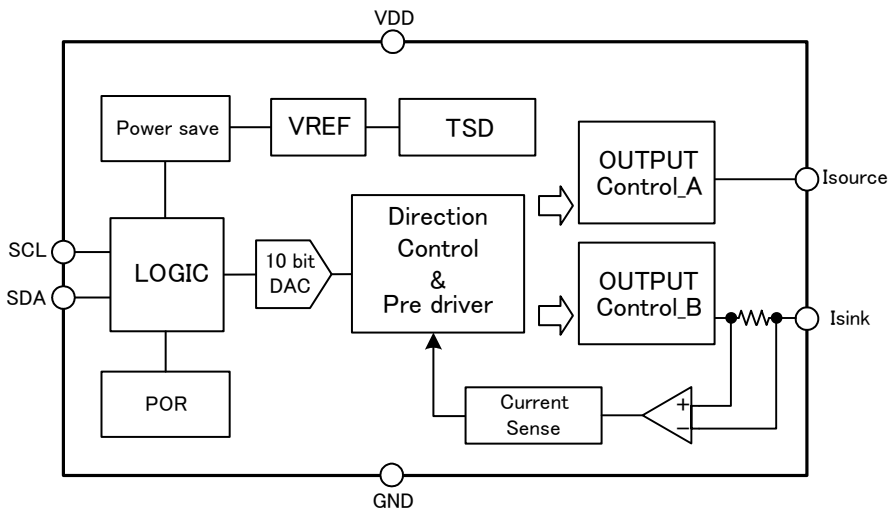 VDD
Power save
VREF
TSD
OUTPUT
Control_A
Isource
SCL
SDA
LOGIC
10 bit
DAC
Direction
Control
&
Pre driver
OUTPUT
Control_B
Isink
POR
Current
Sense
+
−
GND